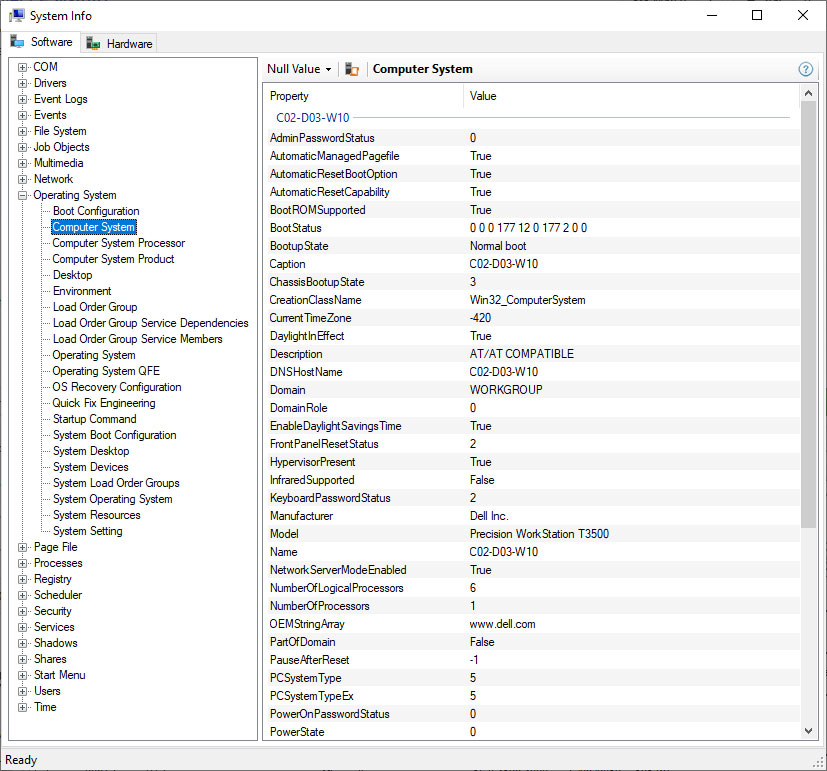 System Info
Software Hardware
COM
Drivers
Event Logs
Events
File System
Job Objects
Multimedia
Network
Operating System
Boot Configuration
Computer System
Computer System Processor
Computer System Product
Desktop
Environment
Load Order Group
Load Order Group Service Dependencies
Load Order Group Service Members
Operating System
Operating System QFE
OS Recovery Configuration
Quick Fix Engineering
Startup Command
System Boot Configuration
System Desktop
System Devices
System Load Order Groups
System Operating System
System Resources
System Setting
Page File
Processes
Registry
Scheduler
Security
Services
Shadows
Shares
Start Menu
Users
Time
Null Value Computer System ?
Property Value
C02-D03-W10
AdminPasswordStatus 0
AutomaticManagedPagefile True
AutomaticResetBootOption True
AutomaticResetCapability True
BootROMSupported True
BootStatus 0 0 0 177 12 0 177 2 0 0
BootupState Normal boot
Caption C02-D03-W10
ChassisBootupState 3
CreationClassName Win32_ComputerSystem
CurrentTimeZone -420
DaylightInEffect True
Description AT/AT COMPATIBLE
DNSHostName C02-D03-W10
Domain WORKGROUP
DomainRole 0
EnableDaylightSavingsTime True
FrontPanelResetStatus 2
HypervisorPresent True
InfraredSupported False
KeyboardPasswordStatus 2
Manufacturer Dell Inc.
Model Precision WorkStation T3500
Name C02-D03-W10
NetworkServerModeEnabled True
NumberOfLogicalProcessors 6
NumberOfProcessors 1
OEMStringArray www.dell.com
PartOfDomain False
PauseAfterReset -1
PCSystemType 5
PCSystemTypeEx 5
PowerOnPasswordStatus 0
PowerState 0
Ready